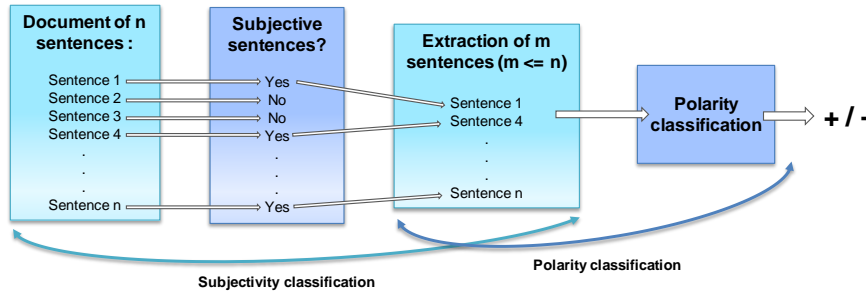 Document of n
sentences :
Sentence 1
Sentence 2
Sentence 3
Sentence 4
.
.
.
Sentence n
Subjective
sentences?
Yes
No
No
Yes
.
.
.
Yes
Extraction of m
sentences (m <= n)
Sentence 1
Sentence 4
.
.
.
Sentence n
Polarity
classification
+ / -
Subjectivity classification
Polarity classification